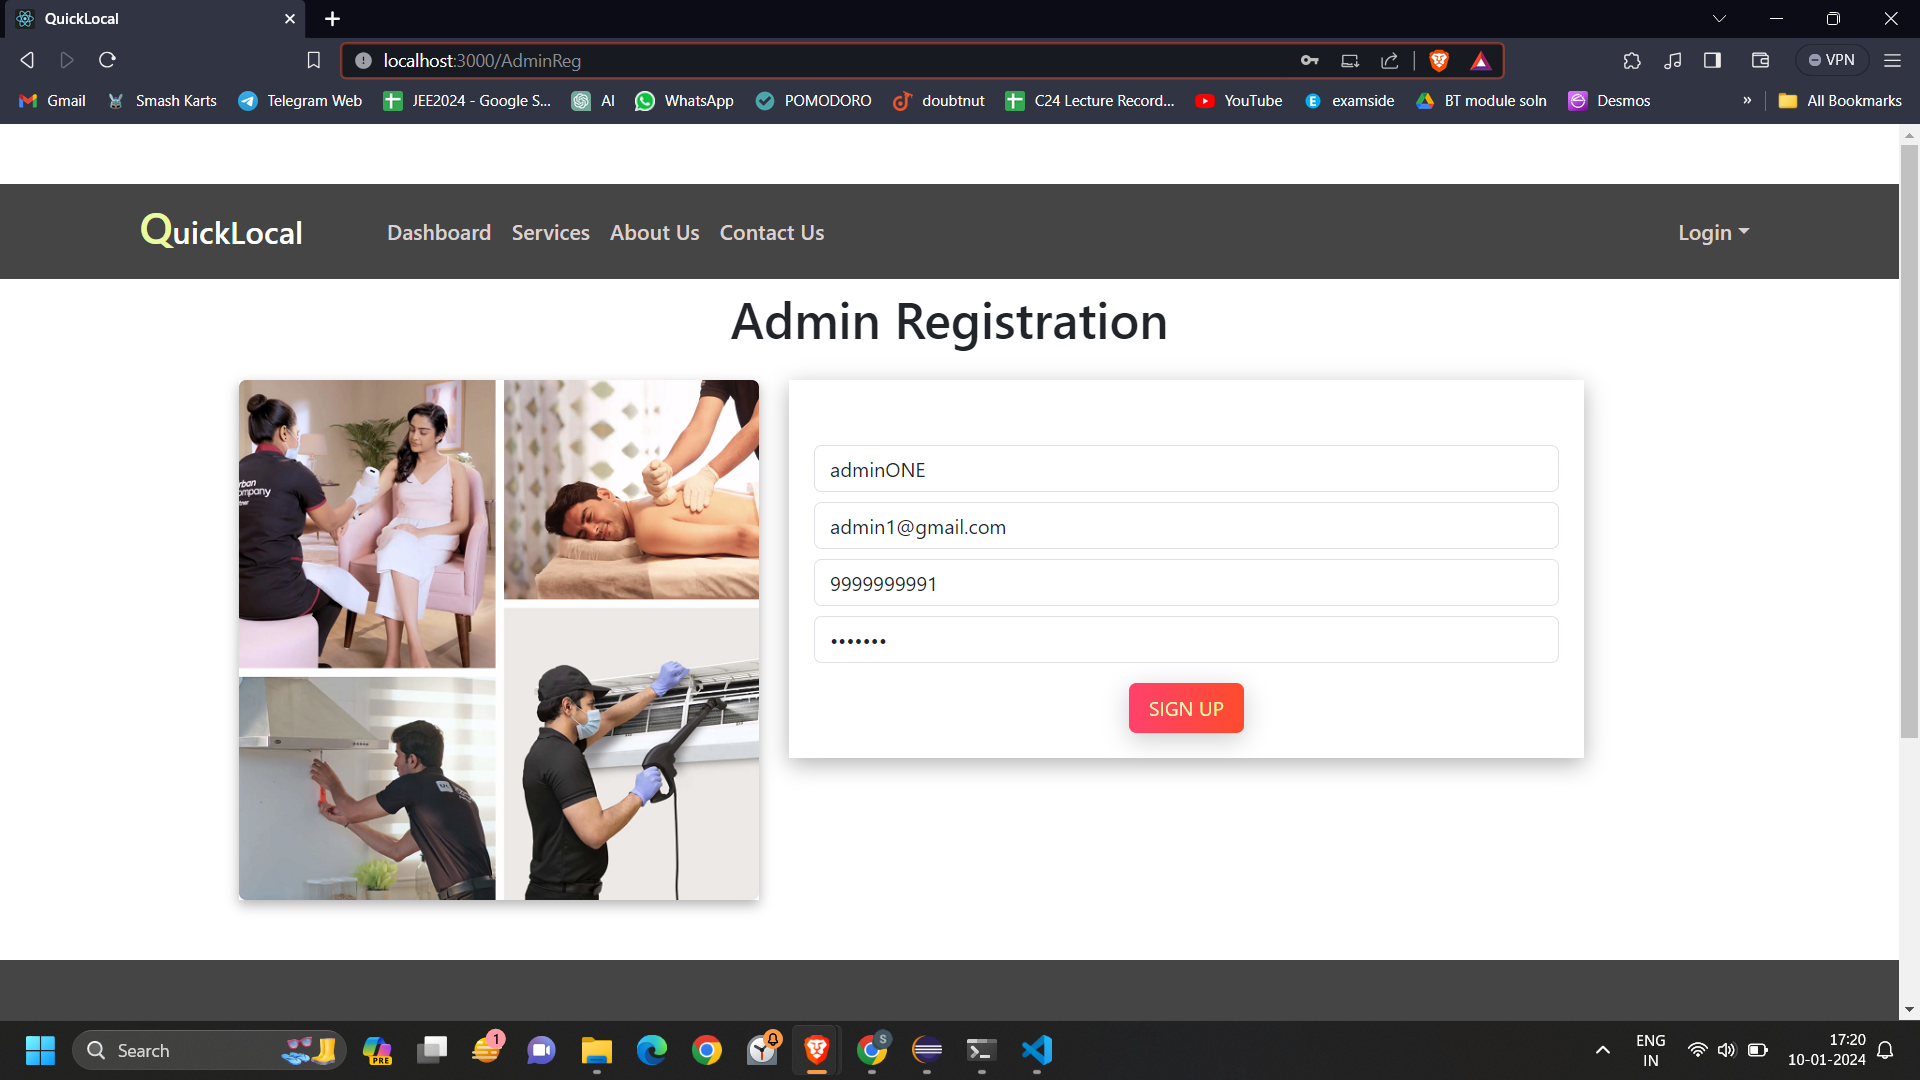 QuickLocal
localhost:3000/AdminReg
VPN
Gmail
Smash Karts
Telegram Web
JEE2024 - Google S...
AI
WhatsApp
POMODORO
doubtnut
C24 Lecture Record...
YouTube
examside
BT module soln
Desmos
»
All Bookmarks
QuickLocal
Dashboard
Services
About Us
Contact Us
Login
Admin Registration
adminONE
admin1@gmail.com
9999999991
•••••••
SIGN UP
Search
PRE
1
S
ENG
IN
17:20
10-01-2024